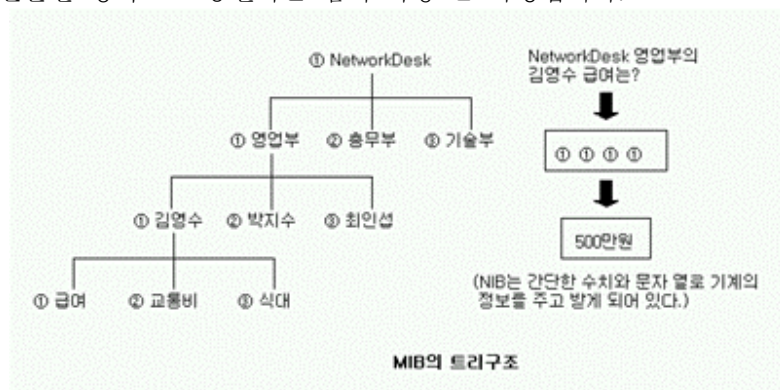 ① NetworkDesk
① 영업부 ② 총무부 ③ 기술부
① 김영수 ② 박지수 ③ 최인섭
① 급여 ② 교통비 ③ 식대
NetworkDesk 영업부의
김영수 급여는?
① ① ① ①
500만원
(NIB는 간단한 수치와 문자 열로 기계의
정보를 주고 받게 되어 있다.)
MIB의 트리구조